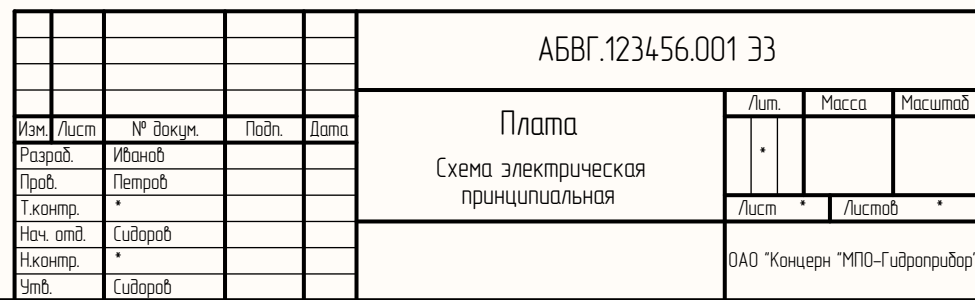 АБВГ.123456.001 Э3
Плата
Схема электрическая
принципиальная
Лит. Масса Масштаб
*
Лист * Листов *
ОАО "Концерн "МПО-Гидроприбор"
Изм. Лист № докум. Подп. Дата
Разраб. Иванов
Пров. Петров
Т.контр. *
Нач. отд. Сидоров
Н.контр. *
Утв. Сидоров